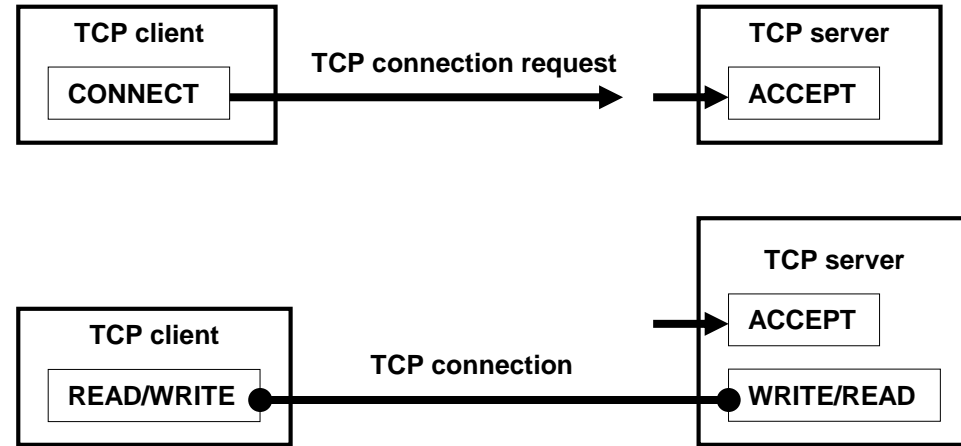 TCP client
TCP server
TCP connection request
CONNECT
ACCEPT
TCP server
TCP client
ACCEPT
TCP connection
READ/WRITE
WRITE/READ